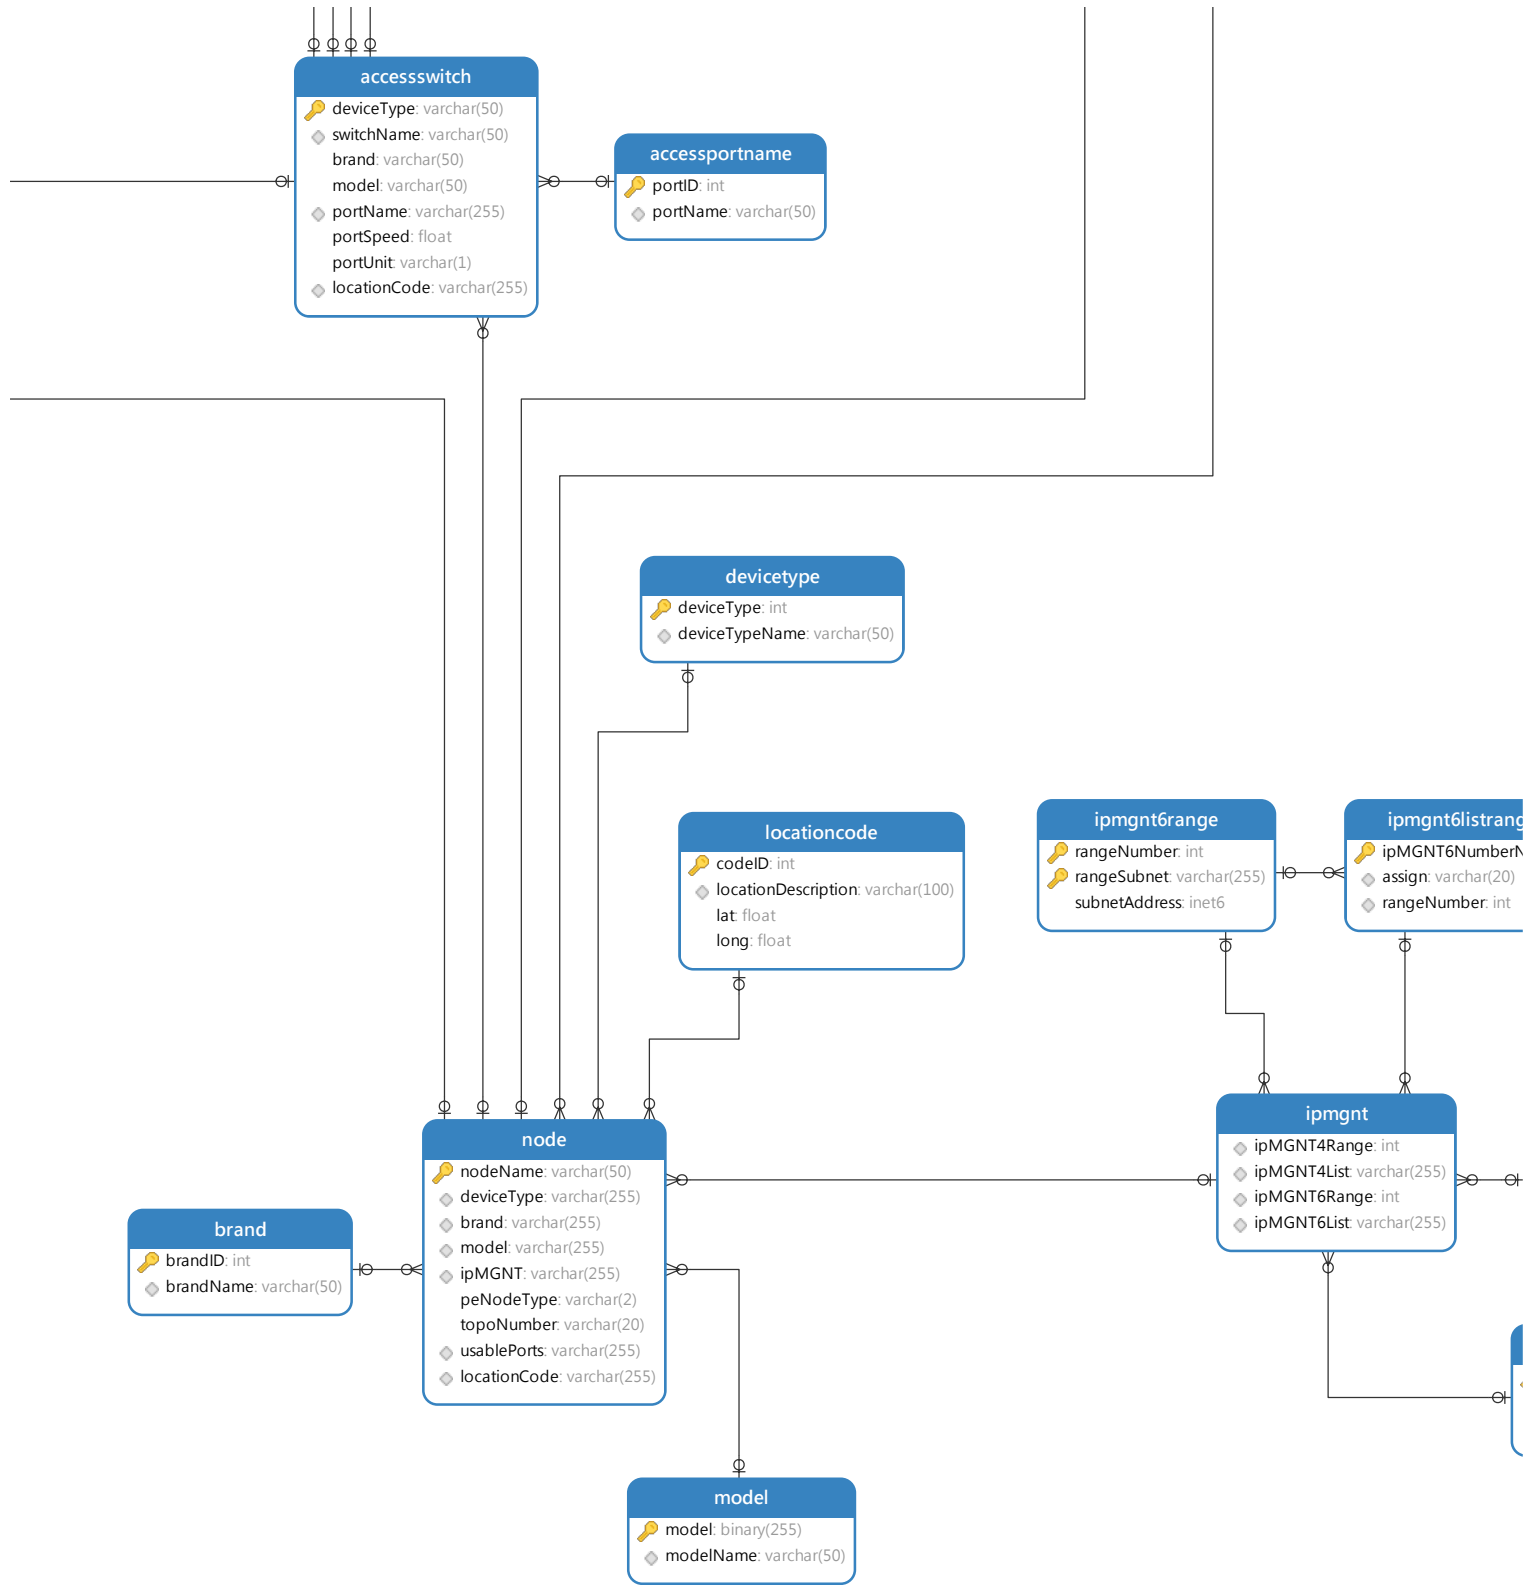 accessswitch
deviceType: varchar(50)
switchName: varchar(50)
brand: varchar(50)
model: varchar(50)
portName: varchar(255)
portSpeed: float
portUnit: varchar(1)
locationCode: varchar(255)
accessportname
portID: int
portName: varchar(50)
devicetype
deviceType: int
deviceTypeName: varchar(50)
locationcode
codeID: int
locationDescription: varchar(100)
lat: float
long: float
ipmgnt6range
rangeNumber: int
rangeSubnet: varchar(255)
subnetAddress: inet6
ipmgnt6listrang
ipMGNT6NumberN
assign: varchar(20)
rangeNumber: int
node
nodeName: varchar(50)
deviceType: varchar(255)
brand: varchar(255)
model: varchar(255)
ipMGNT: varchar(255)
peNodeType: varchar(2)
topoNumber: varchar(20)
usablePorts: varchar(255)
locationCode: varchar(255)
ipmgnt
ipMGNT4Range: int
ipMGNT4List: varchar(255)
ipMGNT6Range: int
ipMGNT6List: varchar(255)
brand
brandID: int
brandName: varchar(50)
model
model: binary(255)
modelName: varchar(50)